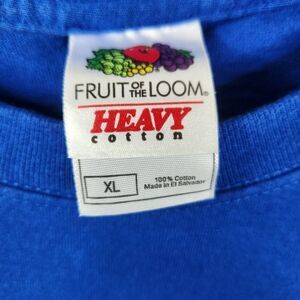 FRUIT OF THE LOOM®
HEAVY
cotton
XL
100% Cotton
Made in El Salvador